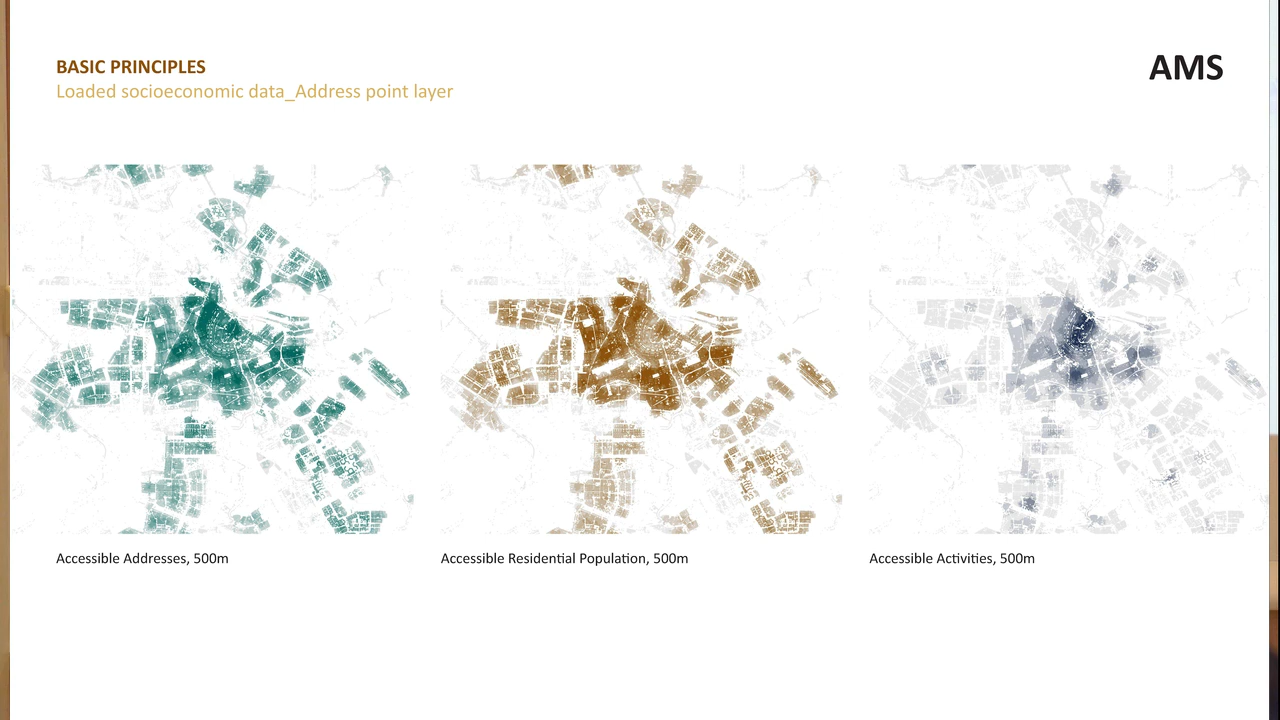 BASIC PRINCIPLES
Loaded socioeconomic data_Address point layer
AMS
Accessible Addresses, 500m
Accessible Residential Population, 500m
Accessible Activities, 500m